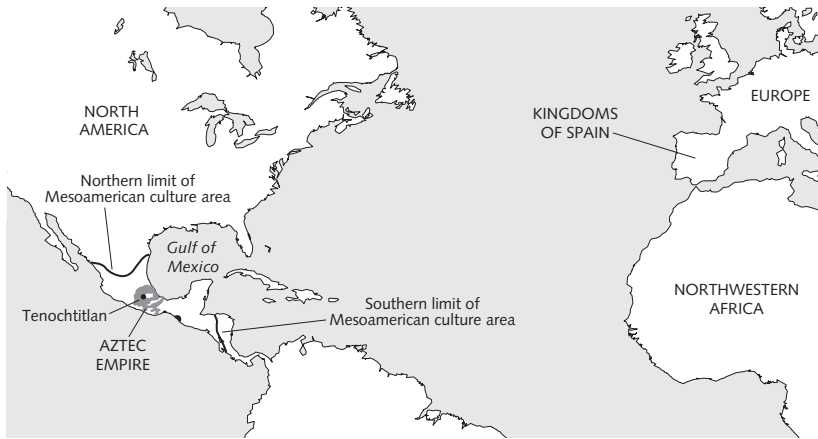 NORTH
AMERICA
Northern limit of
Mesoamerican culture area
Gulf of
Mexico
Tenochtitlan
AZTEC
EMPIRE
Southern limit of
Mesoamerican culture area
KINGDOMS
OF SPAIN
EUROPE
NORTHWESTERN
AFRICA